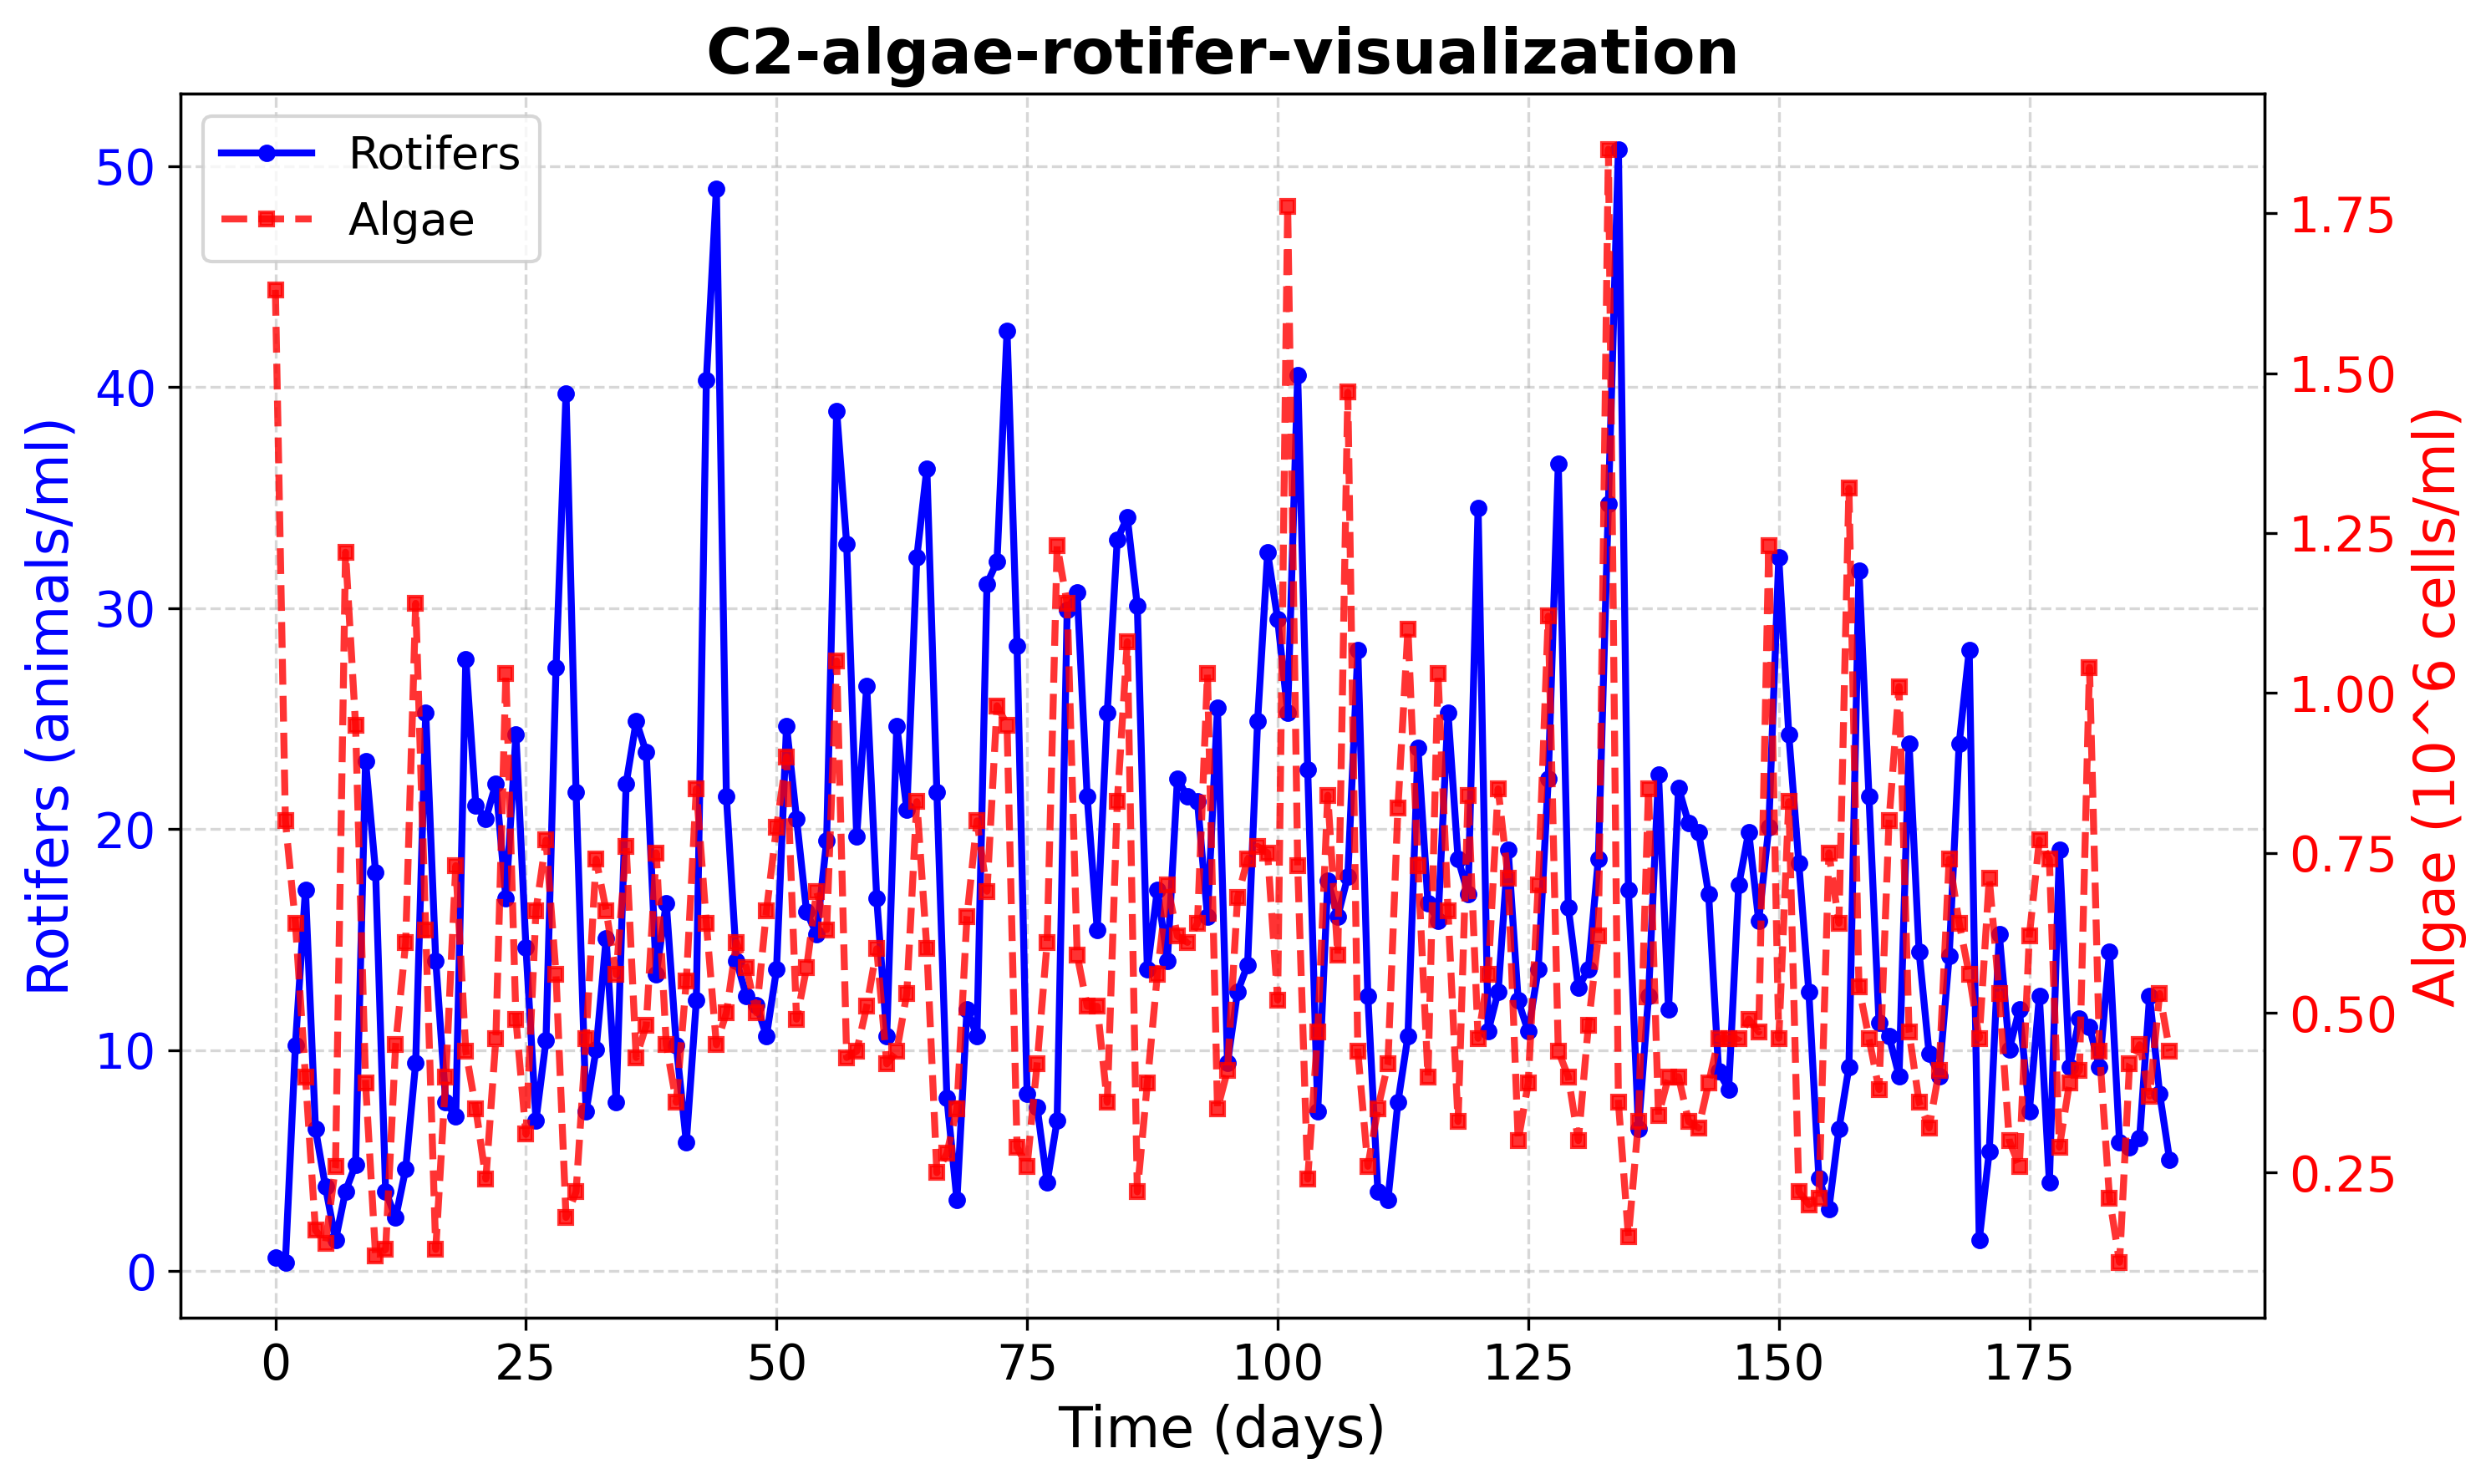 C2-algae-rotifer-visualization
Rotifers
Algae
50
40
30
20
10
0
Rotifers (animals/ml)
1.75
1.50
1.25
1.00
0.75
0.50
0.25
Algae (10^6 cells/ml)
0 25 50 75 100 125 150 175
Time (days)